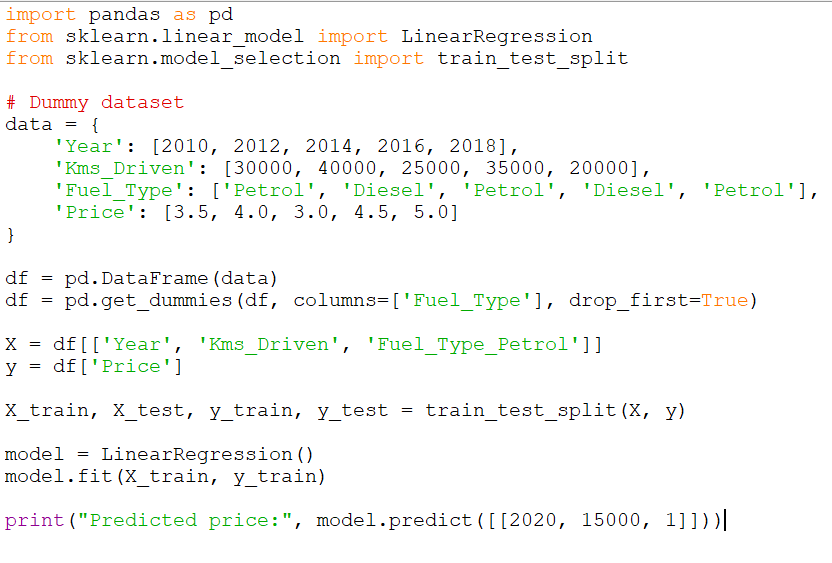 import pandas as pd
from sklearn.linear_model import LinearRegression
from sklearn.model_selection import train_test_split

# Dummy dataset
data = {
    'Year': [2010, 2012, 2014, 2016, 2018],
    'Kms_Driven': [30000, 40000, 25000, 35000, 20000],
    'Fuel_Type': ['Petrol', 'Diesel', 'Petrol', 'Diesel', 'Petrol'],
    'Price': [3.5, 4.0, 3.0, 4.5, 5.0]
}

df = pd.DataFrame(data)
df = pd.get_dummies(df, columns=['Fuel_Type'], drop_first=True)

X = df[['Year', 'Kms_Driven', 'Fuel_Type_Petrol']]
y = df['Price']

X_train, X_test, y_train, y_test = train_test_split(X, y)

model = LinearRegression()
model.fit(X_train, y_train)

print("Predicted price:", model.predict([[2020, 15000, 1]]))